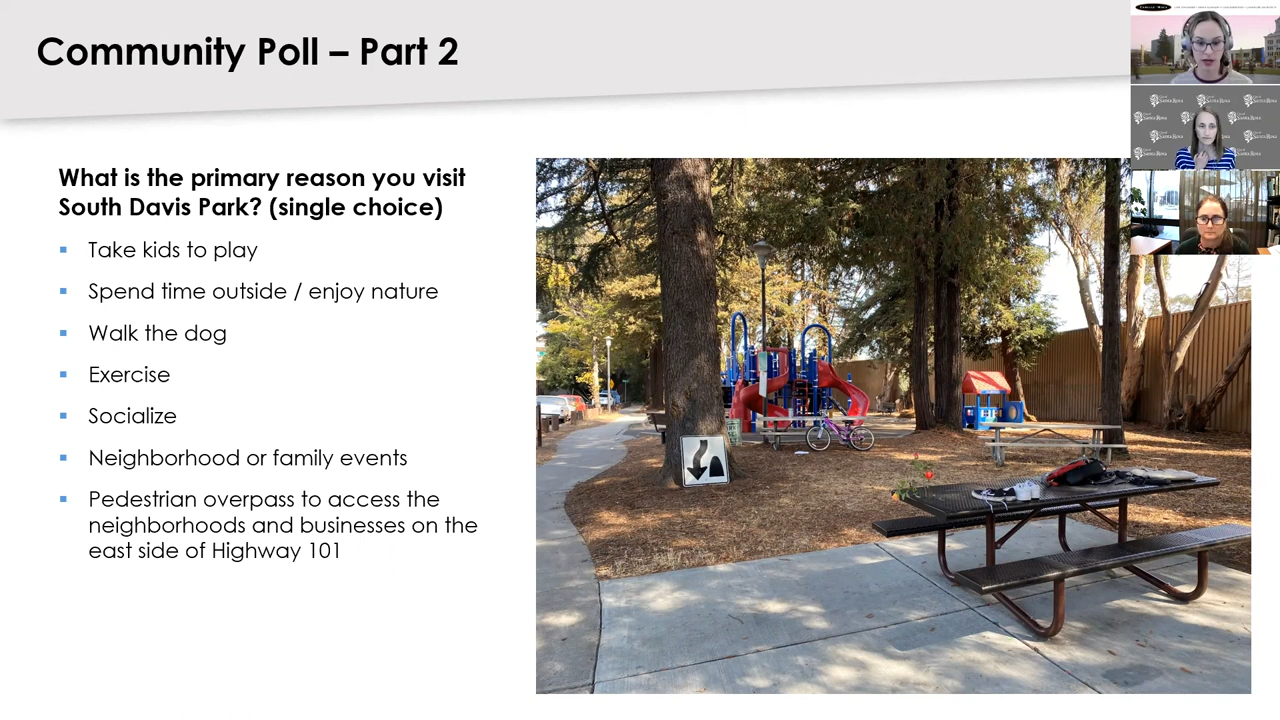 Community Poll – Part 2
What is the primary reason you visit
South Davis Park? (single choice)
Take kids to play
Spend time outside / enjoy nature
Walk the dog
Exercise
Socialize
Neighborhood or family events
Pedestrian overpass to access the
neighborhoods and businesses on the
east side of Highway 101